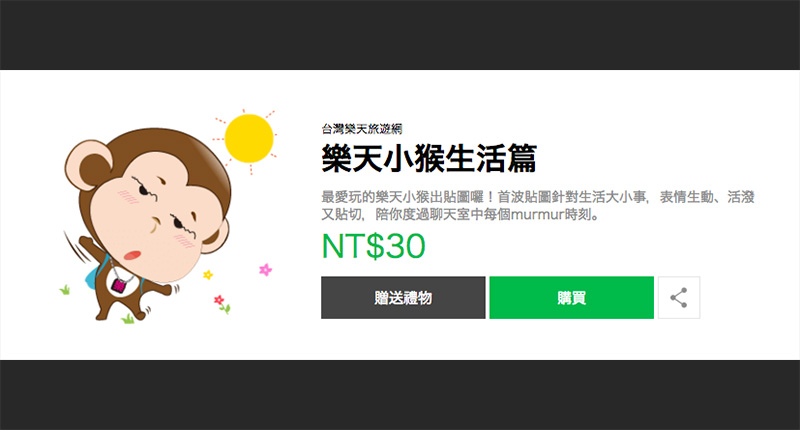 台灣樂天旅遊網
樂天小猴生活篇
最愛玩的樂天小猴出貼圖囉！首波貼圖針對生活大小事，表情生動、活潑
又貼切，陪你度過聊天室中每個murmur時刻。
NT$30
贈送禮物
購買